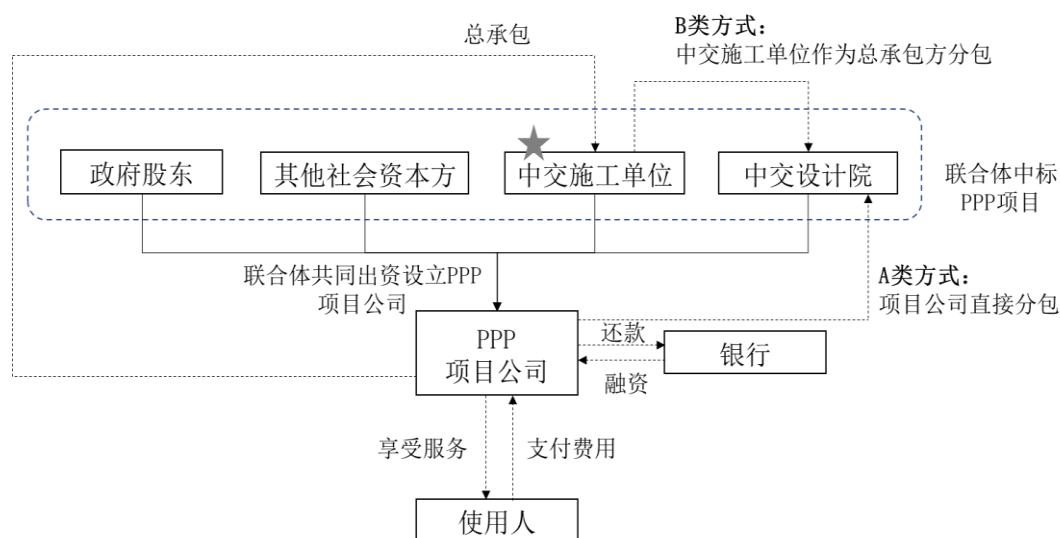 总承包
B类方式：
中交施工单位作为总承包方分包
政府股东
其他社会资本方
中交施工单位
中交设计院
联合体中标
PPP项目
联合体共同出资设立PPP
项目公司
A类方式：
项目公司直接分包
PPP
项目公司
还款
融资
银行
享受服务
支付费用
使用人